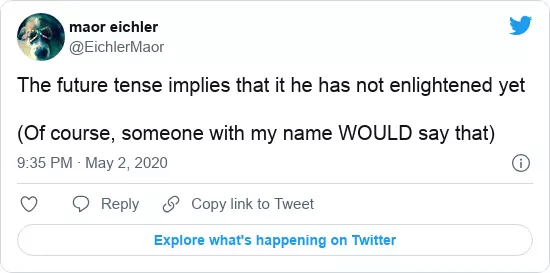 maor eichler
@EichlerMaor
The future tense implies that it he has not enlightened yet
(Of course, someone with my name WOULD say that)
9:35 PM · May 2, 2020
Reply
Copy link to Tweet
Explore what's happening on Twitter